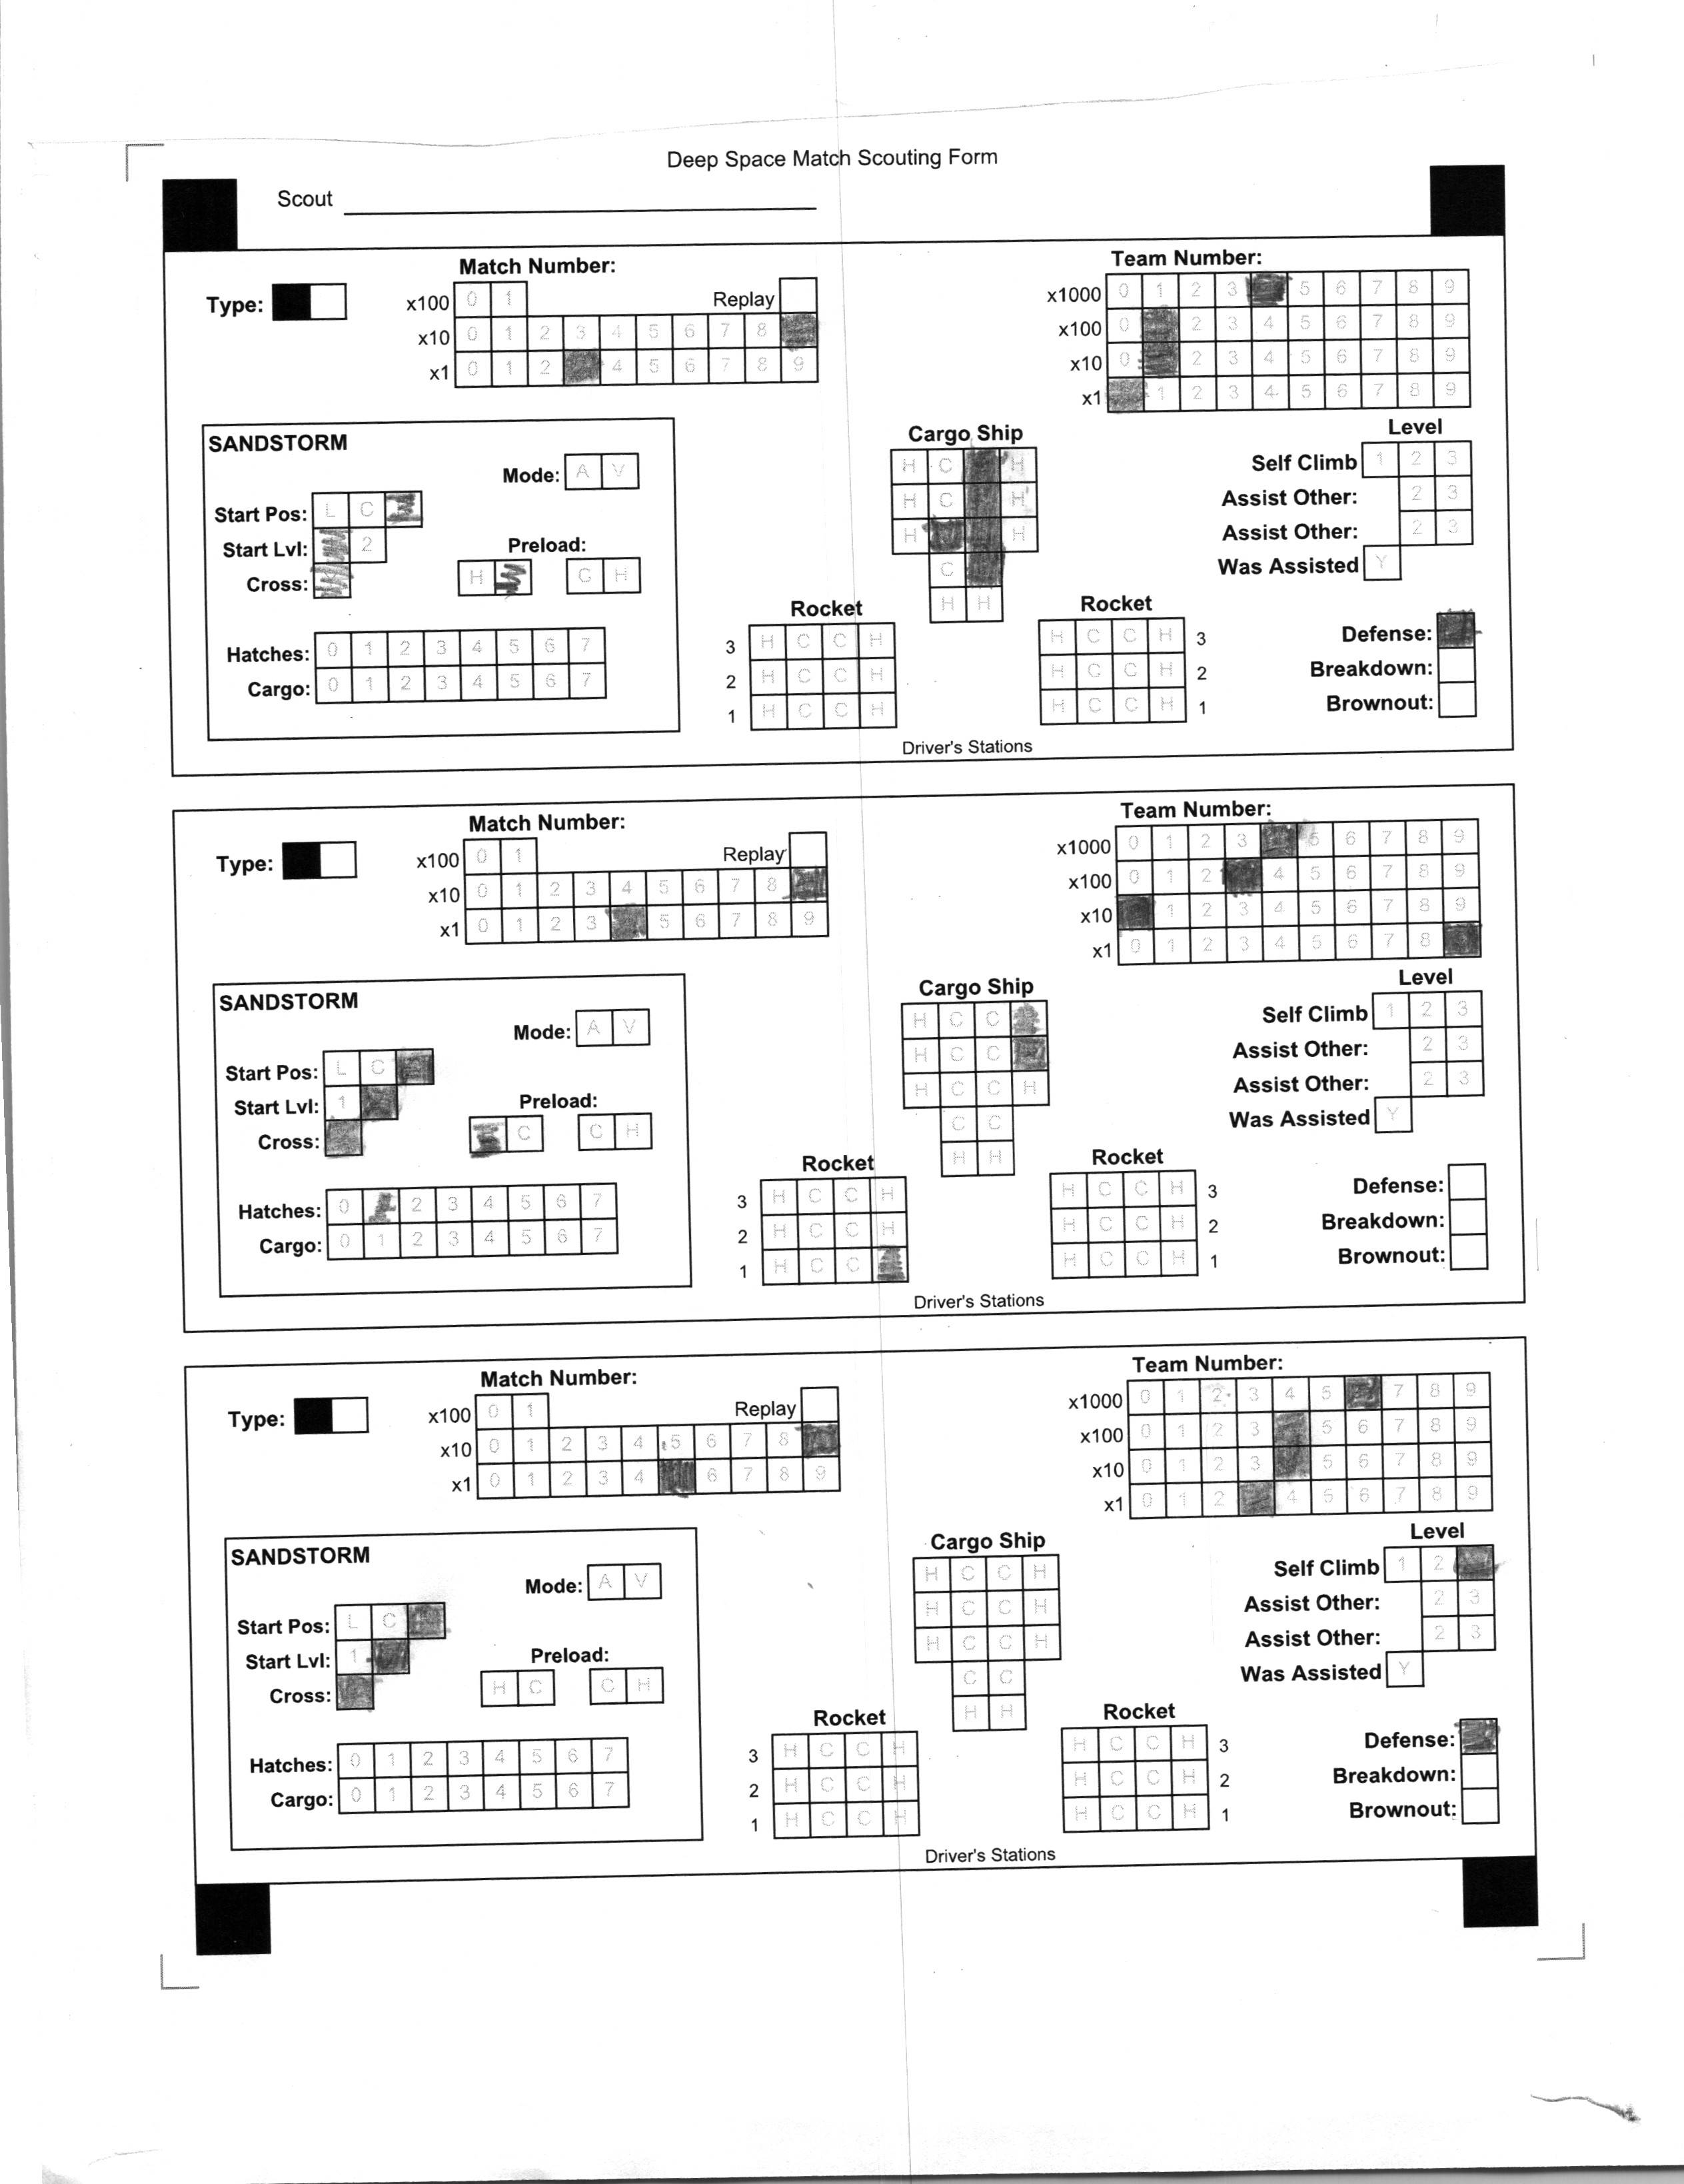 Deep Space Match Scouting Form
Scout
Match Number:
Team Number:
Type:
x100 0 1 Replay
x10 0 1 2 3 4 5 6 7 8
x1 0 1 2 4 5 6 7 8 9
x1000 0 1 2 3 5 6 7 8 9
x100 0 2 3 4 5 6 7 8 9
x10 0 2 3 4 5 6 7 8 9
x1 1 2 3 4 5 6 7 8 9
SANDSTORM
Mode: A V
Start Pos: L C
Start Lvl: 2
Cross:
Preload:
H C H
Hatches: 0 1 2 3 4 5 6 7
Cargo: 0 1 2 3 4 5 6 7
Cargo Ship
H C H
H C H
H H
C
H H
Rocket
3 H C C H
2 H C C H
1 H C C H
Rocket
H C C H 3
H C C H 2
H C C H 1
Driver's Stations
Level
Self Climb 1 2 3
Assist Other: 2 3
Assist Other: 2 3
Was Assisted Y
Defense:
Breakdown:
Brownout:
Match Number:
Team Number:
Type:
x100 0 1 Replay
x10 0 1 2 3 4 5 6 7 8
x1 0 1 2 3 5 6 7 8 9
x1000 0 1 2 3 5 6 7 8 9
x100 0 1 2 4 5 6 7 8 9
x10 1 2 3 4 5 6 7 8 9
x1 0 1 2 3 4 5 6 7 8
SANDSTORM
Mode: A V
Start Pos: L C
Start Lvl: 1
Cross:
Preload:
C C H
Hatches: 0 2 3 4 5 6 7
Cargo: 0 1 2 3 4 5 6 7
Cargo Ship
H C C
H C C
H C C H
C C
H H
Rocket
3 H C C H
2 H C C H
1 H C C
Rocket
H C C H 3
H C C H 2
H C C H 1
Driver's Stations
Level
Self Climb 1 2 3
Assist Other: 2 3
Assist Other: 2 3
Was Assisted Y
Defense:
Breakdown:
Brownout:
Match Number:
Team Number:
Type:
x100 0 1 Replay
x10 0 1 2 3 4 5 6 7 8
x1 0 1 2 3 4 6 7 8 9
x1000 0 1 2 3 4 5 7 8 9
x100 0 1 2 3 5 6 7 8 9
x10 0 1 2 3 5 6 7 8 9
x1 0 1 2 4 5 6 7 8 9
SANDSTORM
Mode: A V
Start Pos: L C
Start Lvl: 1
Cross:
Preload:
H C C H
Hatches: 0 1 2 3 4 5 6 7
Cargo: 0 1 2 3 4 5 6 7
Cargo Ship
H C C H
H C C H
H C C H
C C
H H
Rocket
3 H C C H
2 H C C H
1 H C C H
Rocket
H C C H 3
H C C H 2
H C C H 1
Driver's Stations
Level
Self Climb 1 2
Assist Other: 2 3
Assist Other: 2 3
Was Assisted Y
Defense:
Breakdown:
Brownout: